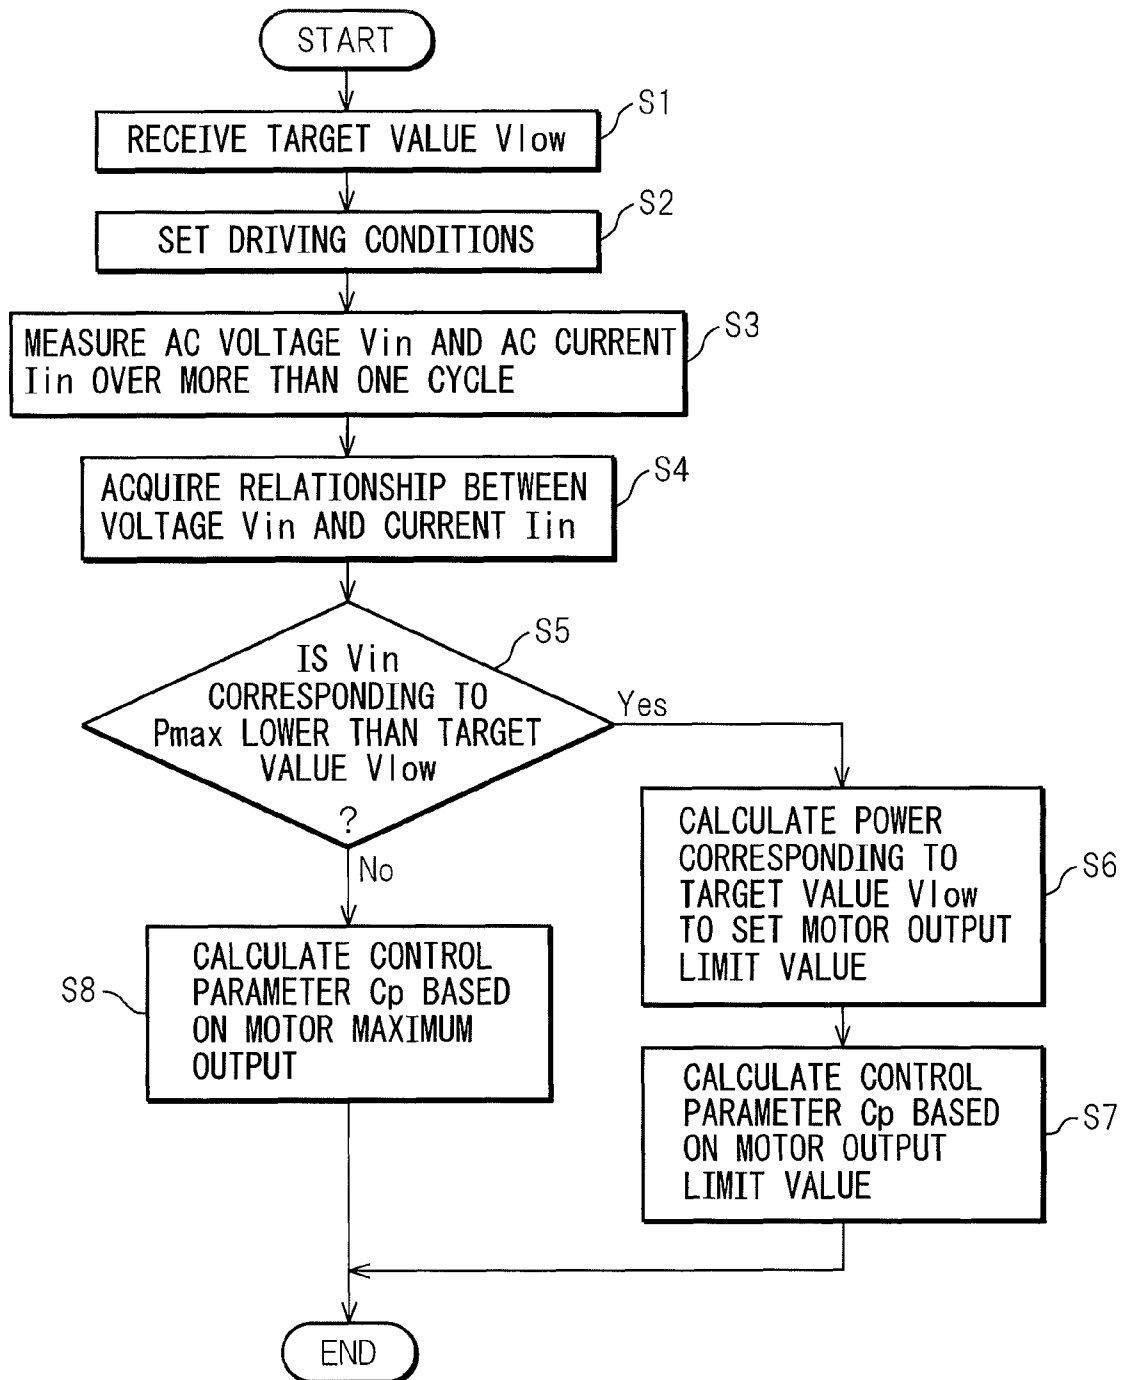 START
S1
RECEIVE TARGET VALUE Vlow
S2
SET DRIVING CONDITIONS
S3
MEASURE AC VOLTAGE Vin AND AC CURRENT
Iin OVER MORE THAN ONE CYCLE
S4
ACQUIRE RELATIONSHIP BETWEEN
VOLTAGE Vin AND CURRENT Iin
S5
IS Vin
CORRESPONDING TO
Pmax LOWER THAN TARGET
VALUE Vlow
?
Yes
No
S6
CALCULATE POWER
CORRESPONDING TO
TARGET VALUE Vlow
TO SET MOTOR OUTPUT
LIMIT VALUE
S8
CALCULATE CONTROL
PARAMETER Cp BASED
ON MOTOR MAXIMUM
OUTPUT
S7
CALCULATE CONTROL
PARAMETER Cp BASED
ON MOTOR OUTPUT
LIMIT VALUE
END